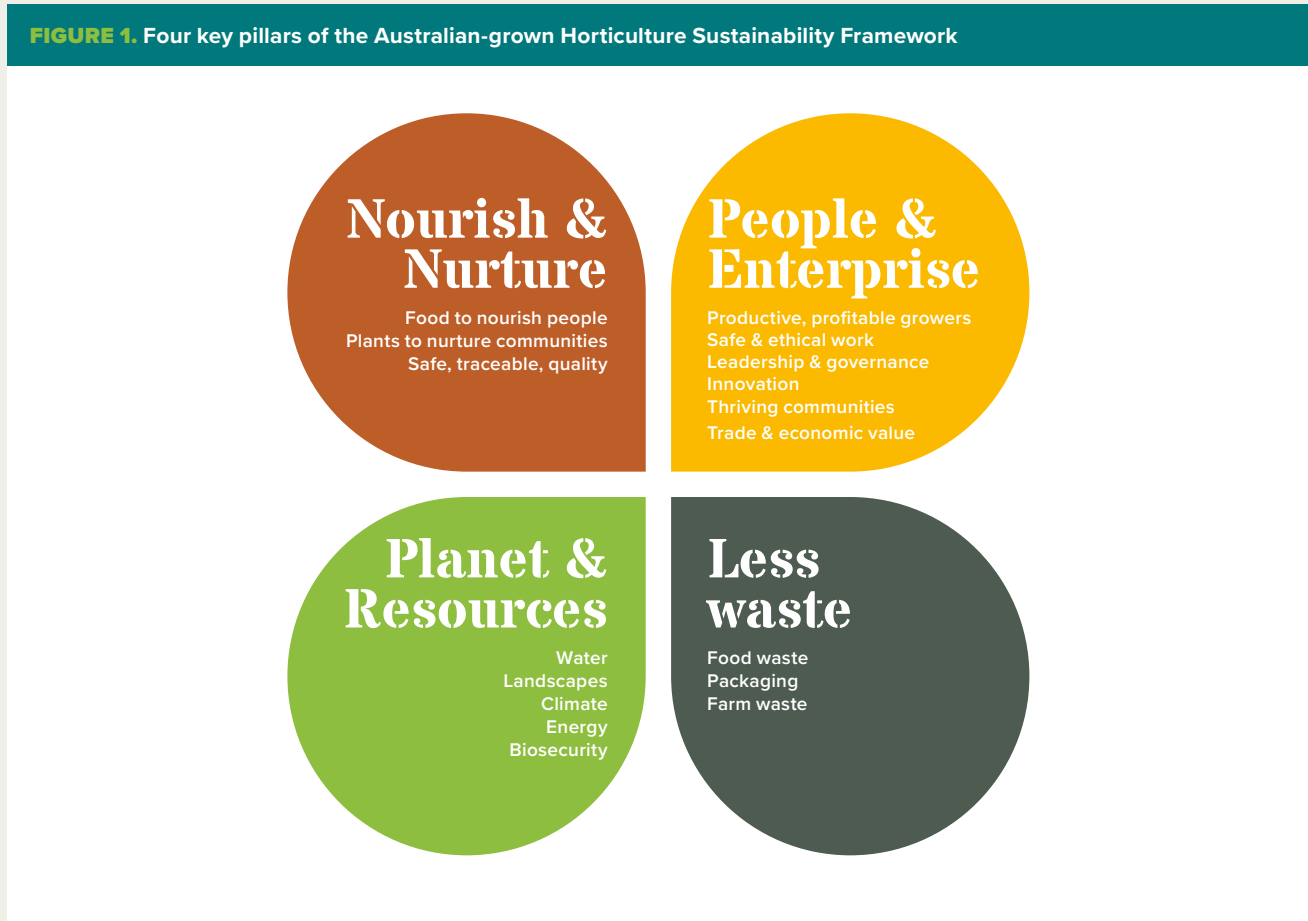 FIGURE 1. Four key pillars of the Australian-grown Horticulture Sustainability Framework
Nourish &
Nurture
Food to nourish people
Plants to nurture communities
Safe, traceable, quality
People &
Enterprise
Productive, profitable growers
Safe & ethical work
Leadership & governance
Innovation
Thriving communities
Trade & economic value
Planet &
Resources
Water
Landscapes
Climate
Energy
Biosecurity
Less
waste
Food waste
Packaging
Farm waste